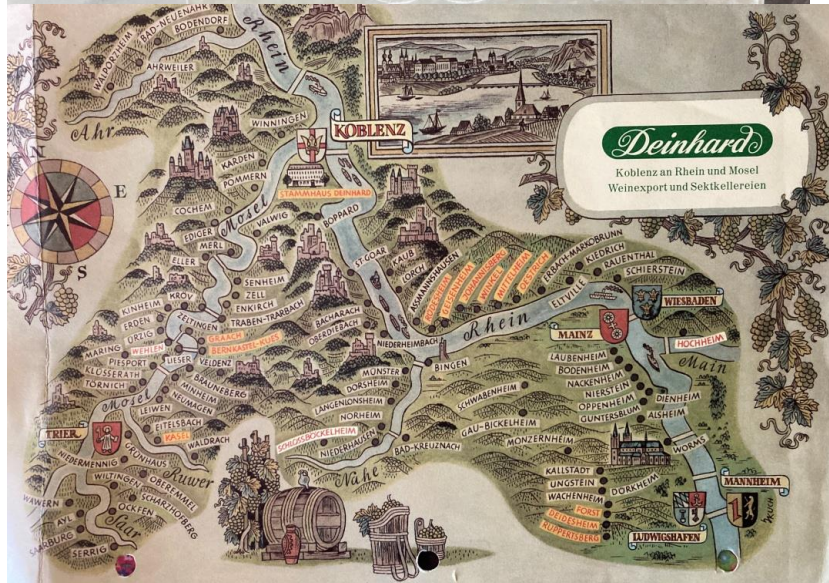 Deinhard
Koblenz an Rhein und Mosel
Weinexport und Sektkellereien
Rhein
BAD-NEUENAHR
BODENDORF
WALPORTHEIM
AHRWEILER
Ahr
WINNINGEN
KOBLENZ
STAMMHAUS DEINHARD
E
S
KARDEN
POMMERN
COCHEM
Mosel
VALWIG
BOPPARD
EDIGER
MERL
ELLER
ST.GOAR
KAUB
LORCH
ASSMANNSHAUSEN
RÜDESHEIM
GEISENHEIM
JOHANNISBERG
WINKEL
MITTELHEIM
OESTRICH
ERBACH-MARKOBRUNN
KIEDRICH
RAUENTHAL
SCHIERSTEIN
ELTVILLE
WIESBADEN
SENHEIM
ZELL
ENKIRCH
TRABEN-TRARBACH
KINHEIM
KRÖV
ERDEN
ÜRZIG
ZELTINGEN
GRAACH
BERNKASTEL-KUES
MARING
WEHLEN
LIESER
VELDENZ
BACHARACH
OBERDIEBACH
NIEDERHEIMBACH
Rhein
MAINZ
HOCHHEIM
Main
BINGEN
PIESPORT
KLÜSSERATH
TÖRNICH
BRAUNEBERG
MINHEIM
NEUMAGEN
LEIWEN
Mosel
EITELSBACH
KASEL
WALDRACH
TRIER
GRÜNHAUS
Ruwer
NIEDERMENNIG
WILTINGEN
OBEREMMEL
SCHARZHOFBERG
OCKFEN
WAWERN
AYL
SAARBURG
Saar
SERRIG
MÜNSTER
DORSHEIM
LANGENLONSHEIM
NORHEIM
SCHLOSSBÖCKELHEIM
NIEDERHAUSEN
BAD-KREUZNACH
Nahe
SCHWABENHEIM
GAU-BICKELHEIM
MONZERNHEIM
LAUBENHEIM
BODENHEIM
NACKENHEIM
NIERSTEIN
OPPENHEIM
GUNTERSBLUM
DIENHEIM
ALSHEIM
WORMS
KALLSTADT
UNGSTEIN
WACHENHEIM
DÜRKHEIM
FORST
DEIDESHEIM
RUPPERTSBERG
MANNHEIM
LUDWIGSHAFEN